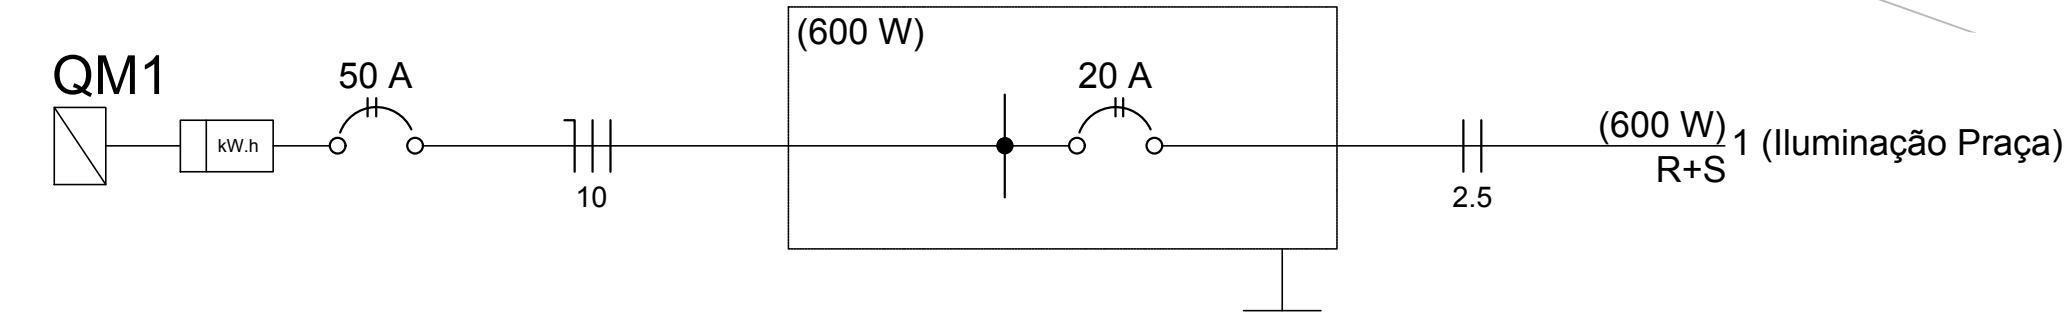 (600 W)
QM1
50 A
20 A
kW.h
(600 W)
1 (Iluminação Praça)
R+S
10
2.5